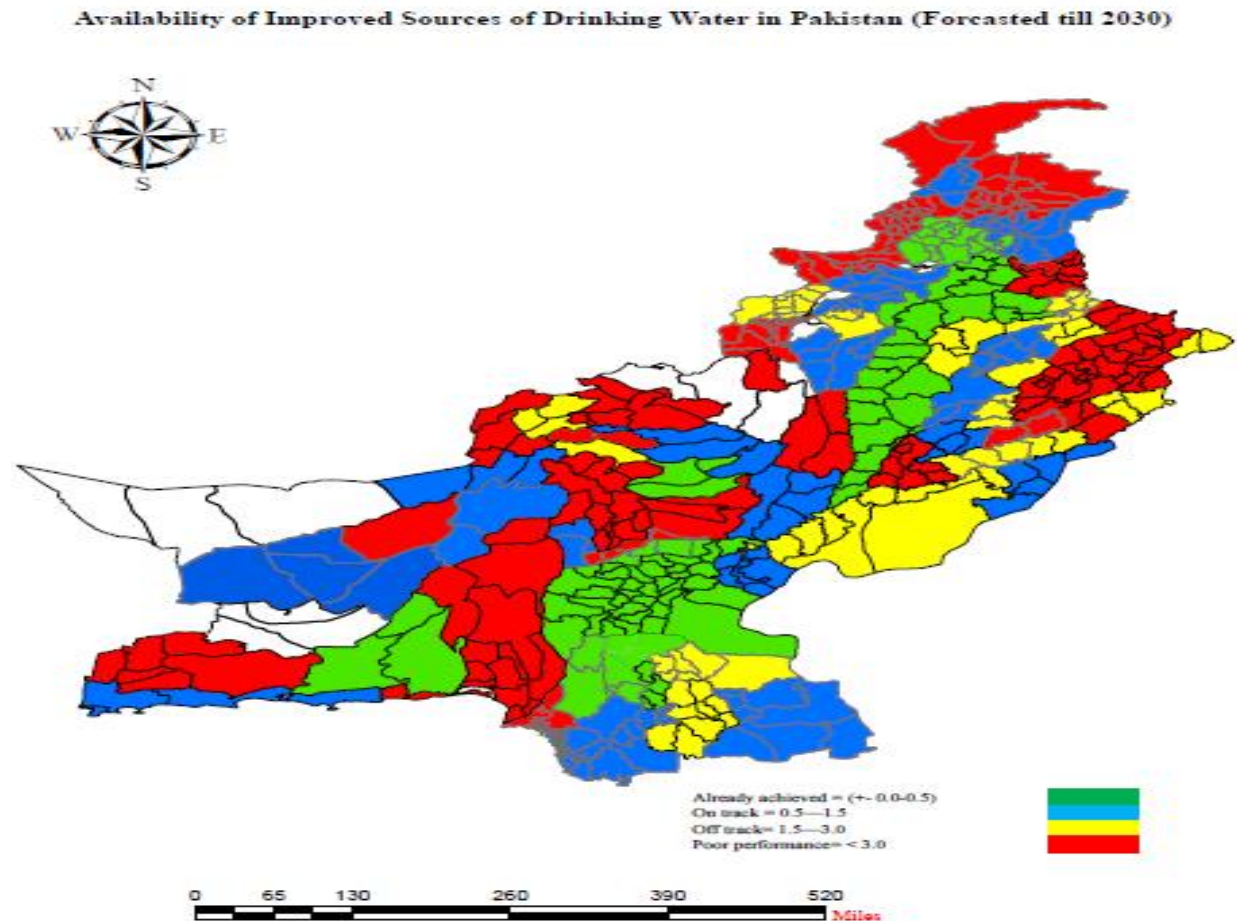 Availability of Improved Sources of Drinking Water in Pakistan (Forcasted till 2030)
N
W E
S
Already achieved = (+- 0.0-0.5)
On track = 0.5—1.5
Off track= 1.5—3.0
Poor performance= < 3.0
0 65 130 260 390 520
Miles